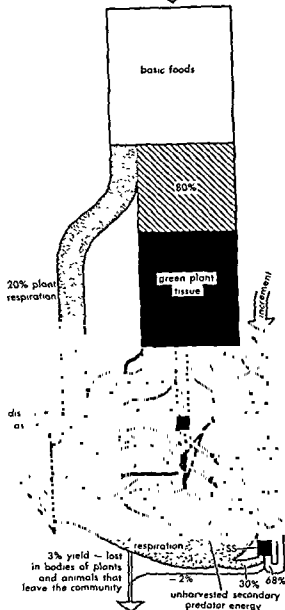 basic foods
80%
green plant
tissue
20% plant
respiration
increment
dis
as
respiration
SS
3% yield – lost
in bodies of plants
and animals that
leave the community
–2%
30%
68%
unharvested secondary
predator energy